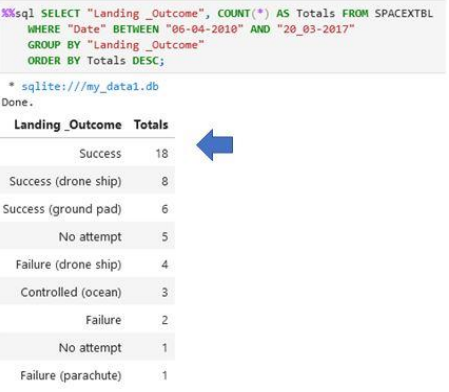 %%sql SELECT "Landing _Outcome", COUNT(*) AS Totals FROM SPACEXTBL
WHERE "Date" BETWEEN "06-04-2010" AND "20_03-2017"
GROUP BY "Landing _Outcome"
ORDER BY Totals DESC;
* sqlite:///my_data1.db
Done.
Landing _Outcome Totals
Success 18
Success (drone ship) 8
Success (ground pad) 6
No attempt 5
Failure (drone ship) 4
Controlled (ocean) 3
Failure 2
No attempt 1
Failure (parachute) 1